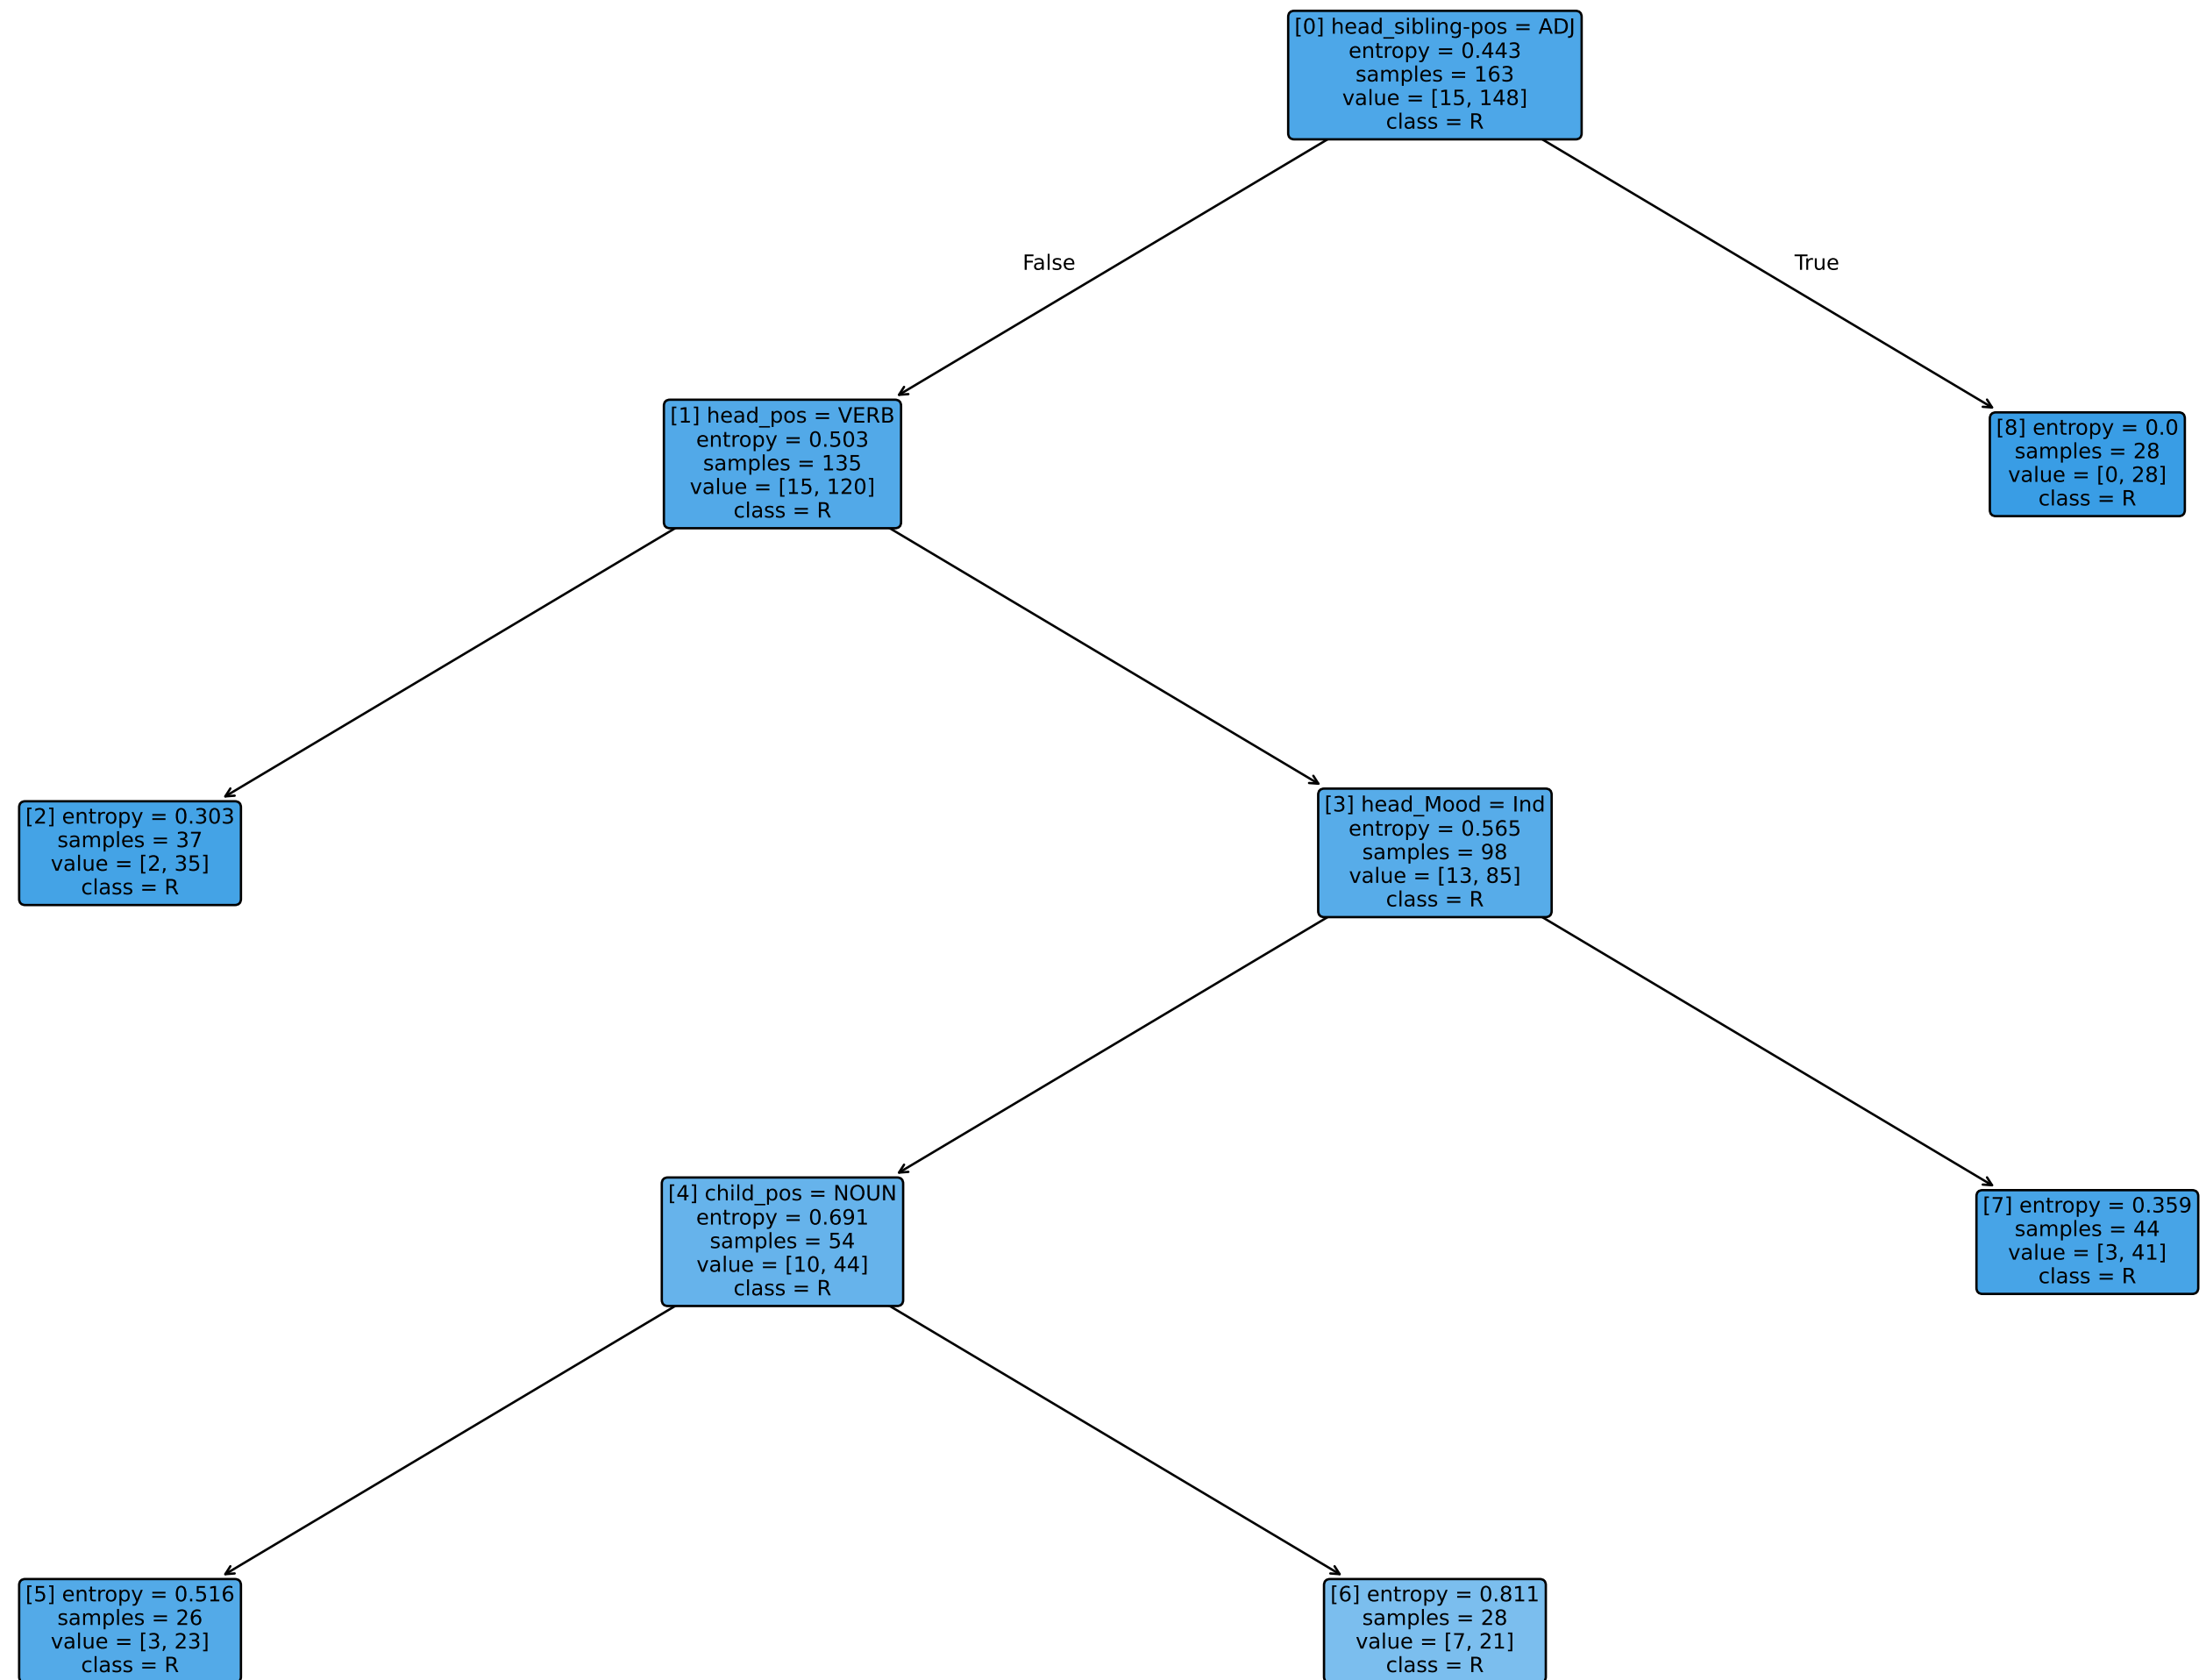 [0] head_sibling-pos = ADJ
entropy = 0.443
samples = 163
value = [15, 148]
class = R
False
True
[1] head_pos = VERB
entropy = 0.503
samples = 135
value = [15, 120]
class = R
[8] entropy = 0.0
samples = 28
value = [0, 28]
class = R
[2] entropy = 0.303
samples = 37
value = [2, 35]
class = R
[3] head_Mood = Ind
entropy = 0.565
samples = 98
value = [13, 85]
class = R
[4] child_pos = NOUN
entropy = 0.691
samples = 54
value = [10, 44]
class = R
[7] entropy = 0.359
samples = 44
value = [3, 41]
class = R
[5] entropy = 0.516
samples = 26
value = [3, 23]
class = R
[6] entropy = 0.811
samples = 28
value = [7, 21]
class = R